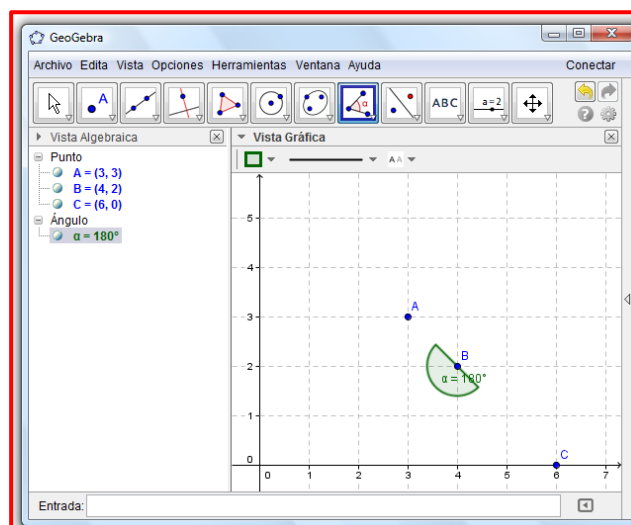 GeoGebra
Archivo Edita Vista Opciones Herramientas Ventana Ayuda Conectar
A α ABC a=2
Vista Algebraica
Vista Gráfica
Punto
A = (3, 3)
B = (4, 2)
C = (6, 0)
Ángulo
α = 180°
A A
5
4
3
2
1
0
A
B
α = 180°
C
0 1 2 3 4 5 6 7
Entrada: